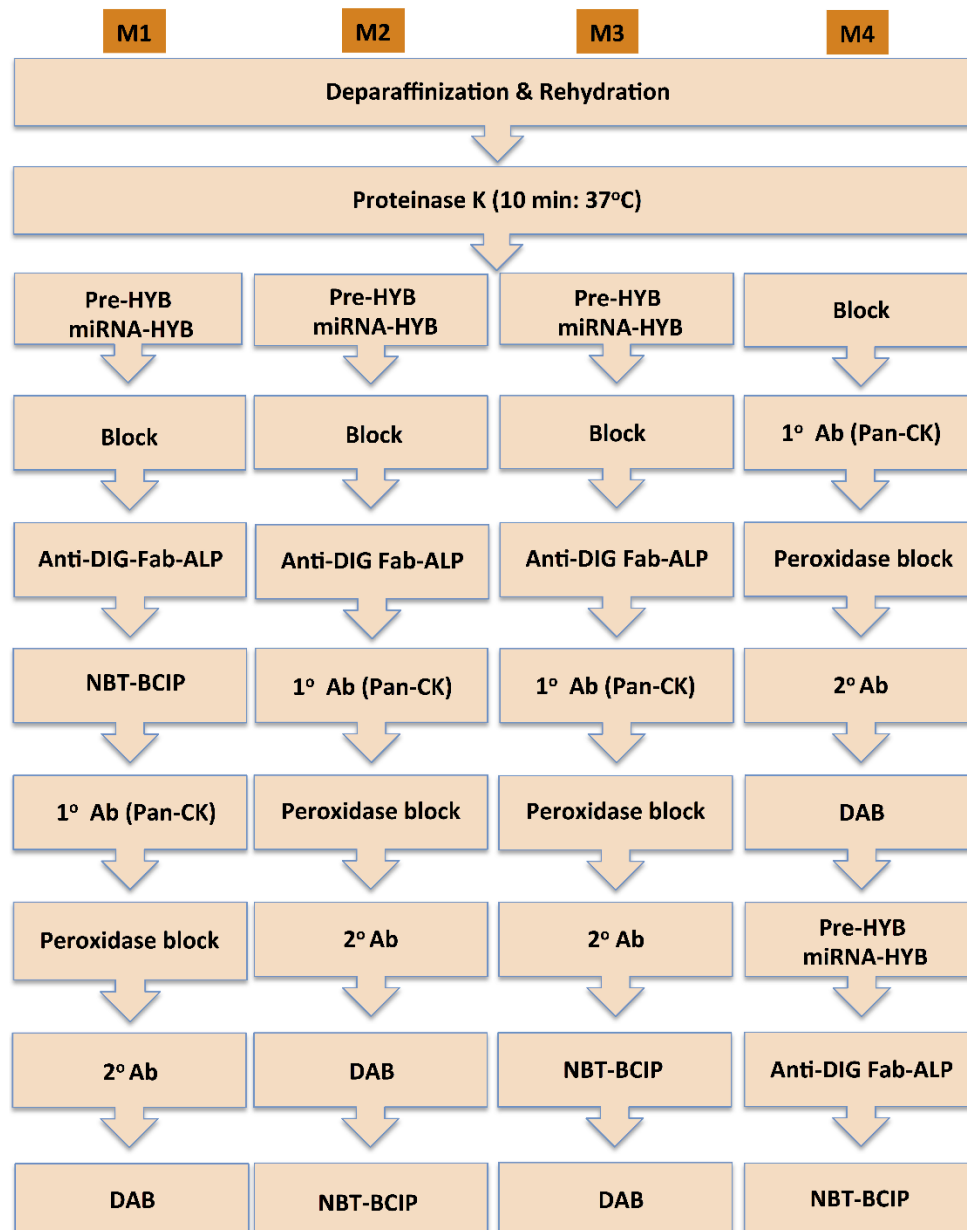 M1
M2
M3
M4
Deparaffinization & Rehydration
Proteinase K (10 min: 37°C)
Pre-HYB
miRNA-HYB
Pre-HYB
miRNA-HYB
Pre-HYB
miRNA-HYB
Block
Block
Block
Block
1° Ab (Pan-CK)
Anti-DIG-Fab-ALP
Anti-DIG Fab-ALP
Anti-DIG Fab-ALP
Peroxidase block
NBT-BCIP
1° Ab (Pan-CK)
1° Ab (Pan-CK)
2° Ab
1° Ab (Pan-CK)
Peroxidase block
Peroxidase block
DAB
Peroxidase block
2° Ab
2° Ab
Pre-HYB
miRNA-HYB
2° Ab
DAB
NBT-BCIP
Anti-DIG Fab-ALP
DAB
NBT-BCIP
DAB
NBT-BCIP